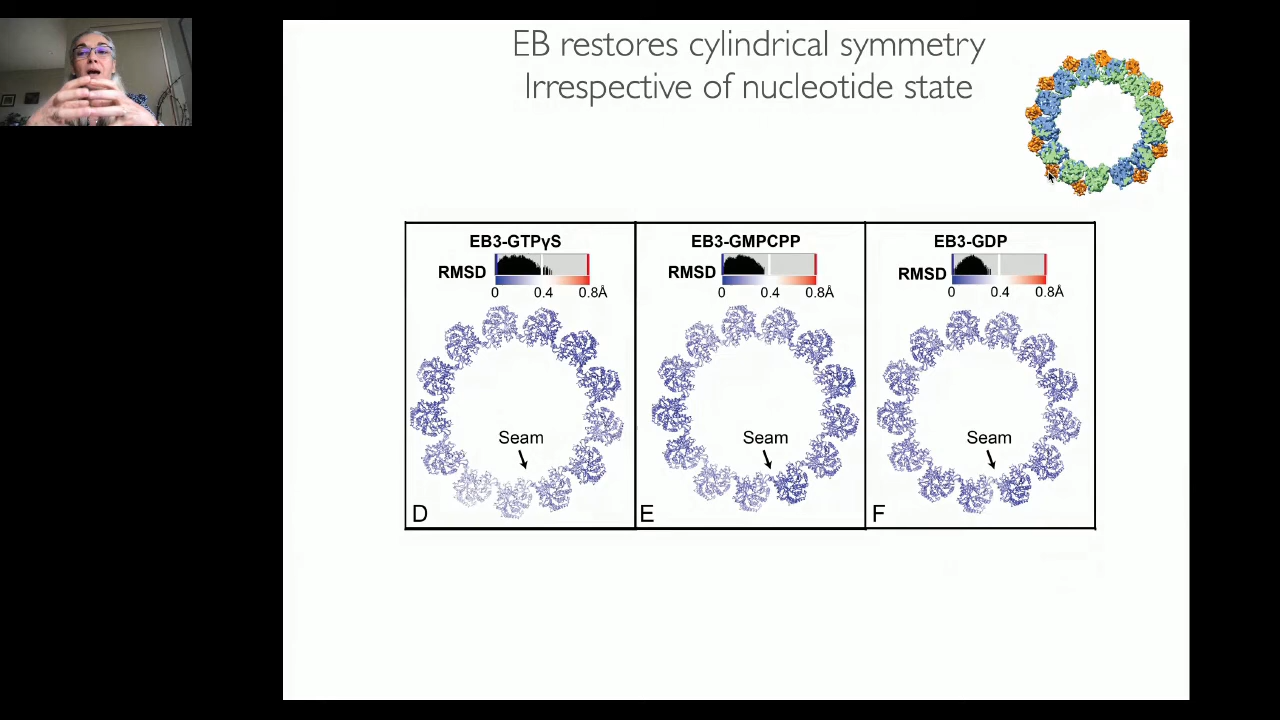 EB restores cylindrical symmetry
Irrespective of nucleotide state
EB3-GTPγS
RMSD
0 0.4 0.8Å
Seam
D
EB3-GMPCPP
RMSD
0 0.4 0.8Å
Seam
E
EB3-GDP
RMSD
0 0.4 0.8Å
Seam
F